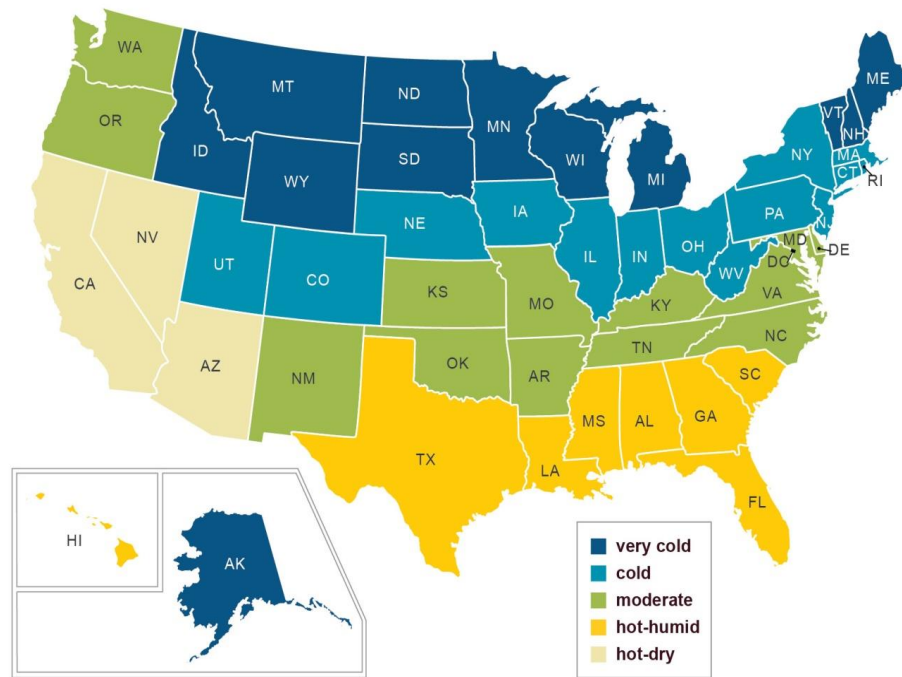 WA
MT
ND
MN
ME
VT
NH
OR
ID
SD
WI
MI
NY
MA
CT
RI
WY
NE
IA
PA
NJ
NV
UT
CO
IL
IN
OH
WV
MD
DE
DC
CA
KS
MO
KY
VA
AZ
NM
OK
AR
TN
NC
SC
TX
LA
MS
AL
GA
FL
HI
AK
very cold
cold
moderate
hot-humid
hot-dry